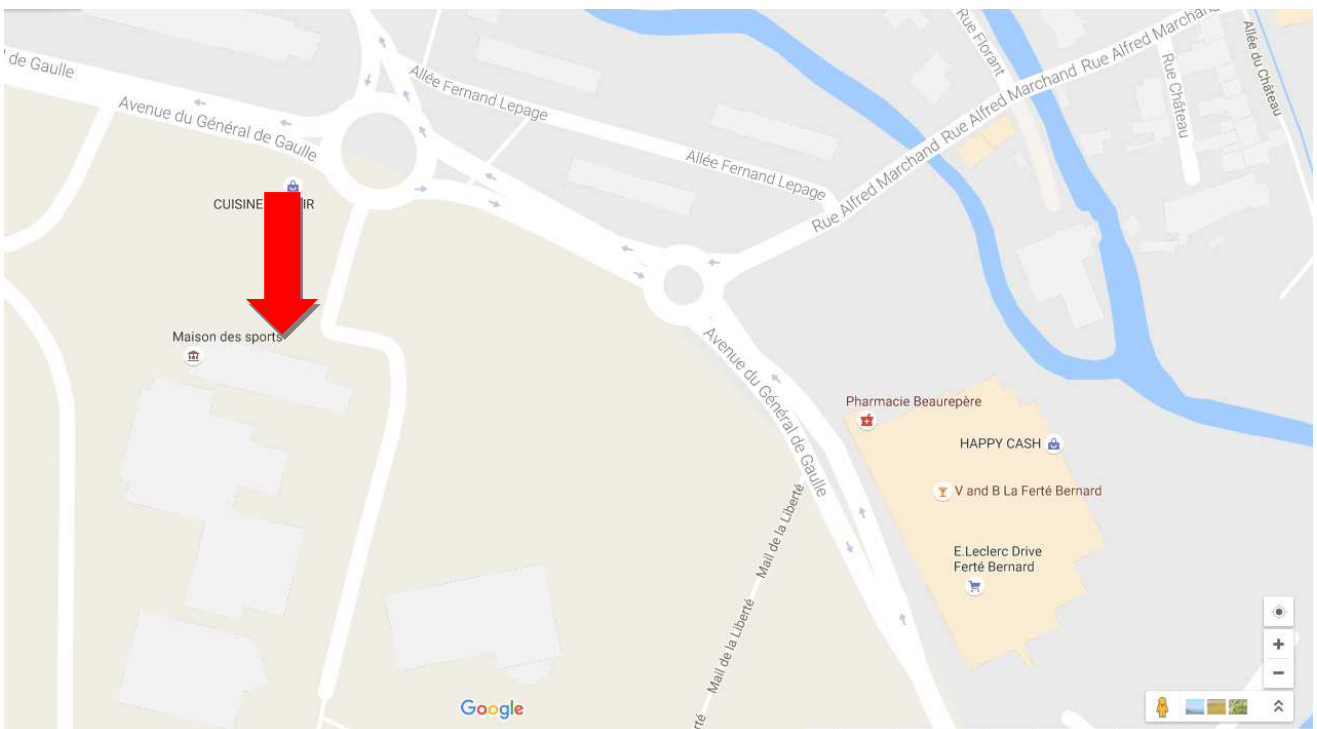 de Gaulle
Avenue du Général de Gaulle
Allée Fernand Lepage
Allée Fernand Lepage
Rue Florant
Rue Alfred Marchand Rue Alfred Marchand Rue Alfred Marchand
Rue Château
Allée du Château
CUISINE
IR
Maison des sports
Avenue du Général de Gaulle
Pharmacie Beaurepère
HAPPY CASH
V and B La Ferté Bernard
E.Leclerc Drive
Ferté Bernard
Mail de la Liberté Mail de la Liberté
Google